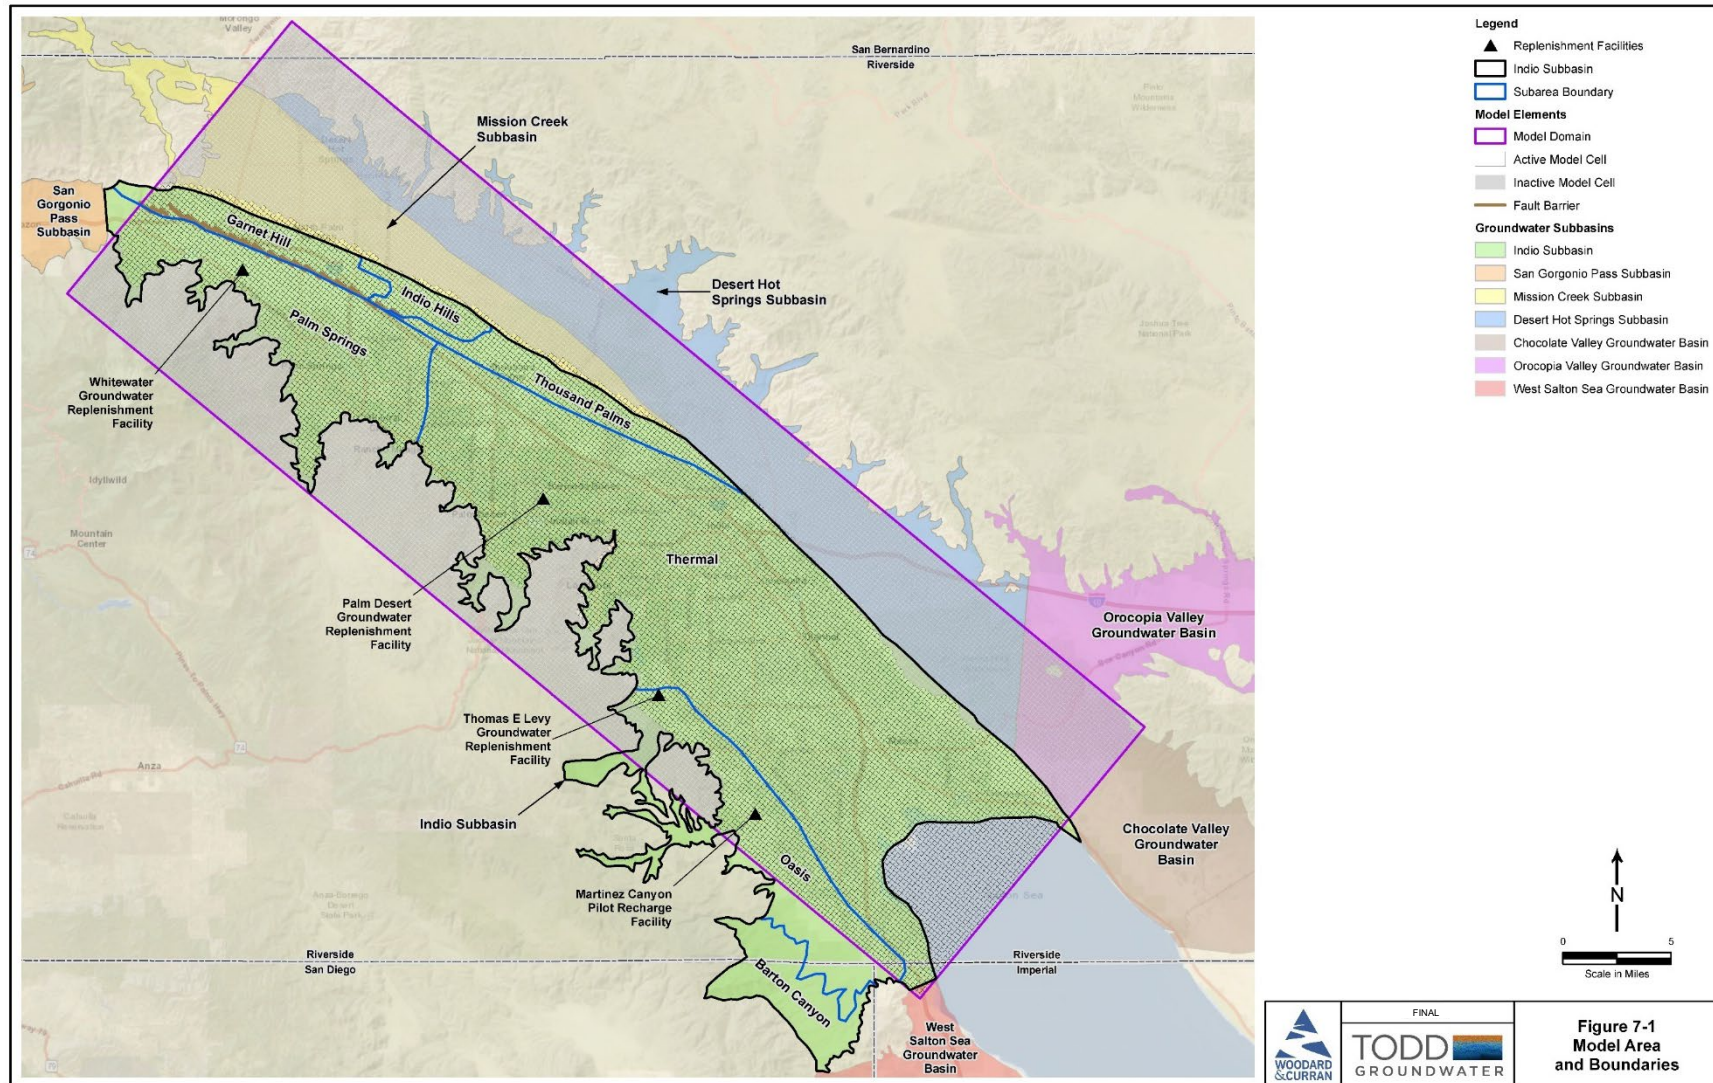 Morongo
Valley
San Bernardino
Riverside
Mission Creek
Subbasin
Desert
Hot
Springs
San
Gorgonio
Pass
Subbasin
Garnet Hill
Indio Hills
Desert Hot
Springs Subbasin
Palm Springs
Thousand Palms
Whitewater
Groundwater
Replenishment
Facility
Idyllwild
Mountain
Center
74
Thermal
Palm Desert
Groundwater
Replenishment
Facility
Orocopia Valley
Groundwater Basin
Thomas E Levy
Groundwater
Replenishment
Facility
74
Anza
Indio Subbasin
Chocolate Valley
Groundwater
Basin
Oasis
Martinez Canyon
Pilot Recharge
Facility
Riverside
San Diego
Riverside
Imperial
Barton Canyon
West
Salton Sea
Groundwater
Basin
79
Legend
Replenishment Facilities
Indio Subbasin
Subarea Boundary
Model Elements
Model Domain
Active Model Cell
Inactive Model Cell
Fault Barrier
Groundwater Subbasins
Indio Subbasin
San Gorgonio Pass Subbasin
Mission Creek Subbasin
Desert Hot Springs Subbasin
Chocolate Valley Groundwater Basin
Orocopia Valley Groundwater Basin
West Salton Sea Groundwater Basin
N
0 5
Scale in Miles
WOODARD
&CURRAN
FINAL
TODD
GROUNDWATER
Figure 7-1
Model Area
and Boundaries